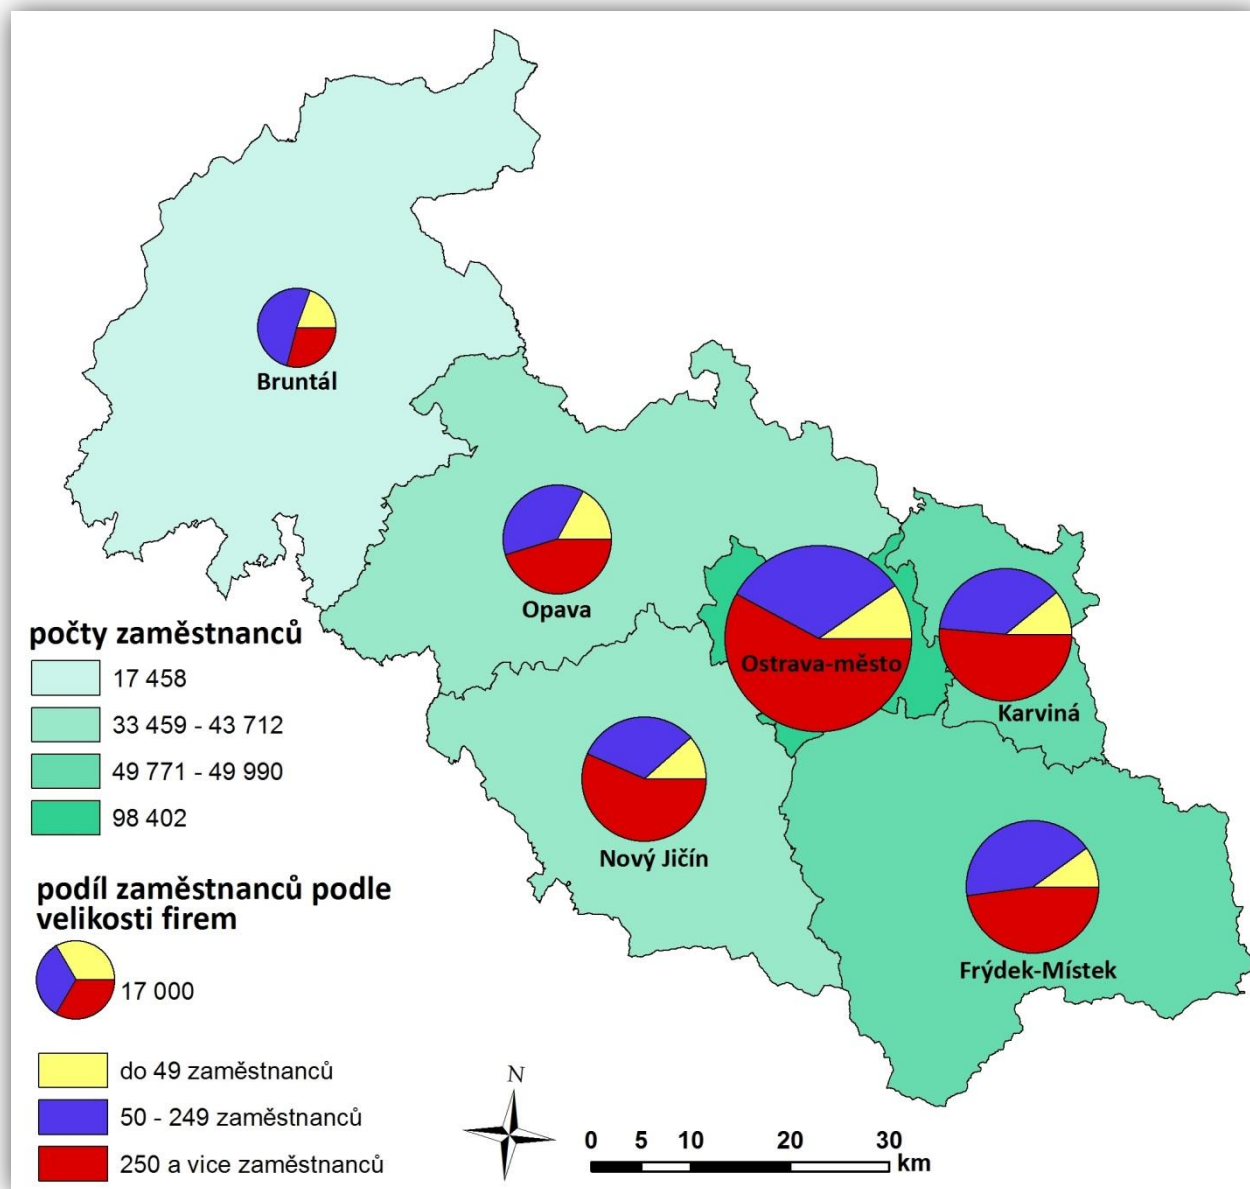 Bruntál
Opava
Ostrava-město
Karviná
Nový Jičín
Frýdek-Místek
počty zaměstnanců
17 458
33 459 - 43 712
49 771 - 49 990
98 402
podíl zaměstnanců podle
velikosti firem
17 000
do 49 zaměstnanců
50 - 249 zaměstnanců
250 a vice zaměstnanců
N
0 5 10 20 30
km